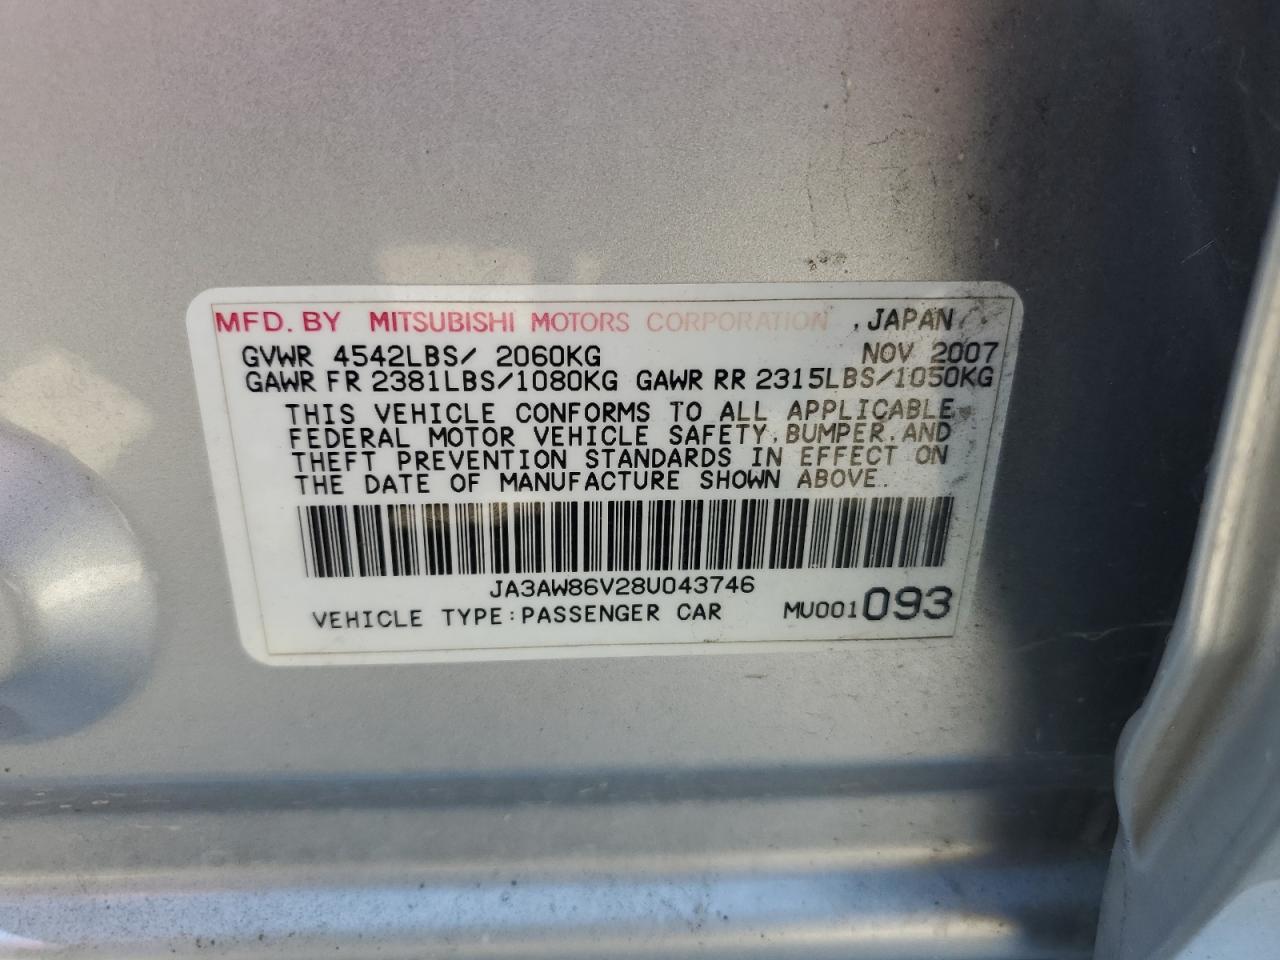 MFD. BY MITSUBISHI MOTORS CORPORATION , JAPAN
GVWR 4542LBS/ 2060KG NOV 2007
GAWR FR 2381LBS/1080KG GAWR RR 2315LBS/1050KG
THIS VEHICLE CONFORMS TO ALL APPLICABLE
FEDERAL MOTOR VEHICLE SAFETY, BUMPER, AND
THEFT PREVENTION STANDARDS IN EFFECT ON
THE DATE OF MANUFACTURE SHOWN ABOVE.
JA3AW86V28U043746
VEHICLE TYPE:PASSENGER CAR MU001093